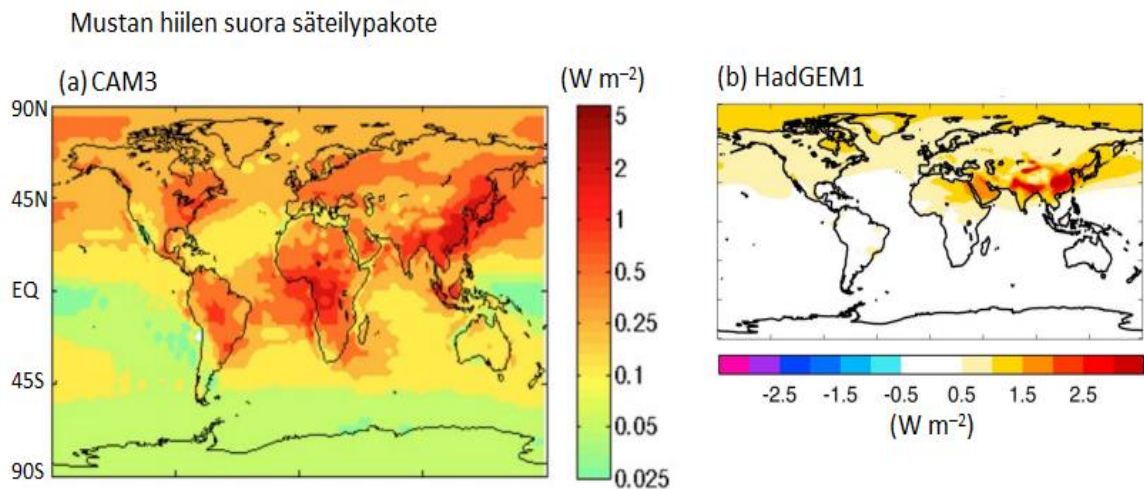 Mustan hiilen suora säteilypakote
(a) CAM3
(W m⁻²)
(b) HadGEM1
90N
45N
EQ
45S
90S
5
2
1
0.5
0.25
0.1
0.05
0.025
-2.5 -1.5 -0.5 0.5 1.5 2.5
(W m⁻²)